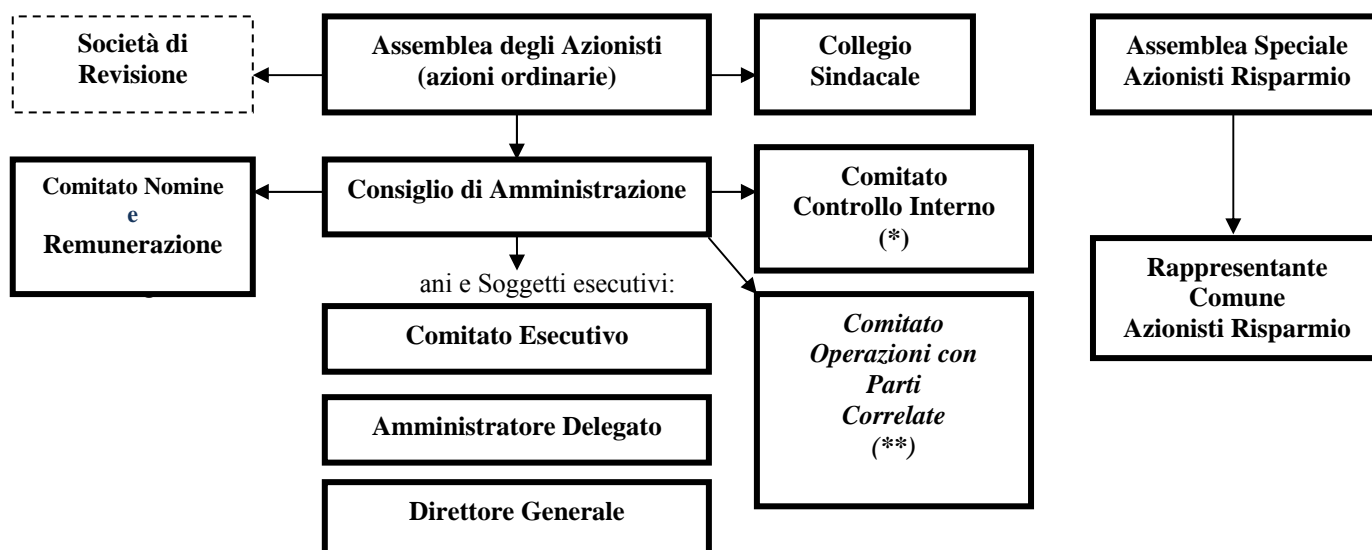 Società di
Revisione
Assemblea degli Azionisti
(azioni ordinarie)
Collegio
Sindacale
Assemblea Speciale
Azionisti Risparmio
Comitato Nomine
e
Remunerazione
Consiglio di Amministrazione
Comitato
Controllo Interno
(*)
Rappresentante
Comune
Azionisti Risparmio
ani e Soggetti esecutivi:
Comitato Esecutivo
Amministratore Delegato
Direttore Generale
Comitato
Operazioni con
Parti
Correlate
(**)